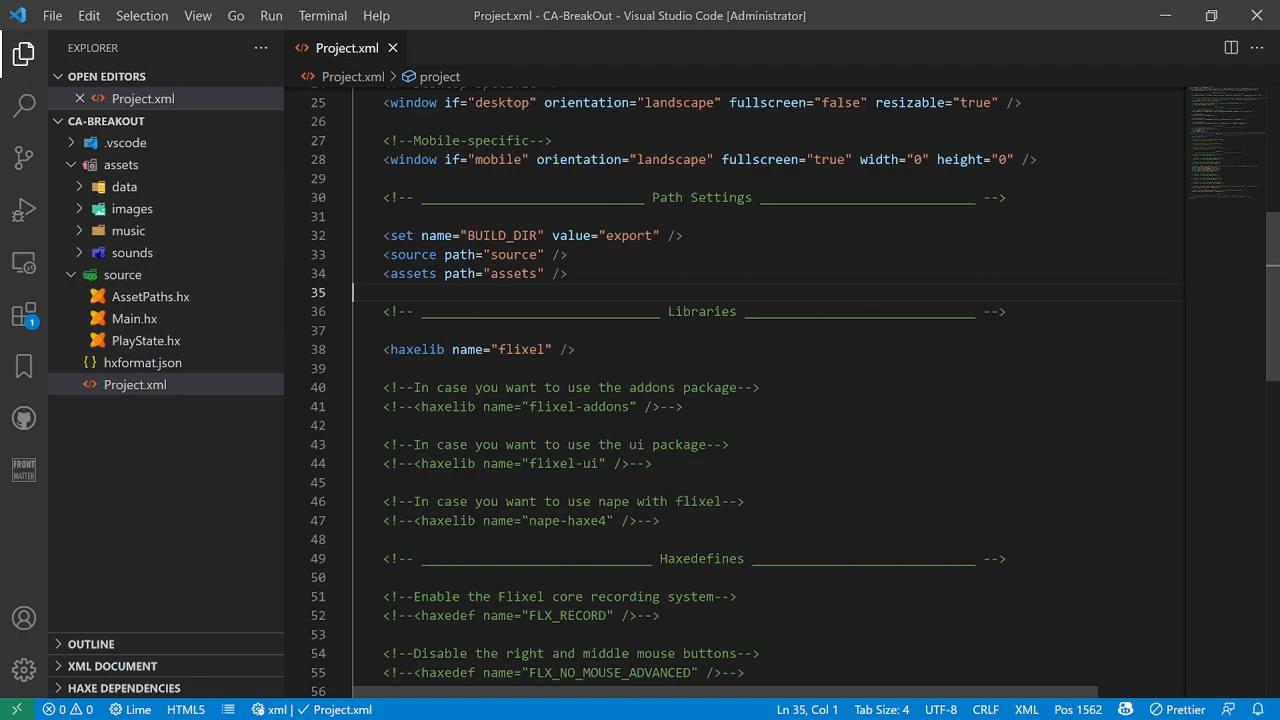 File Edit Selection View Go Run Terminal Help
Project.xml - CA-BreakOut - Visual Studio Code [Administrator]
EXPLORER
OPEN EDITORS
Project.xml
CA-BREAKOUT
.vscode
assets
data
images
music
sounds
source
AssetPaths.hx
Main.hx
PlayState.hx
hxformat.json
Project.xml
OUTLINE
XML DOCUMENT
HAXE DEPENDENCIES
1
FRONT
MATTER
Project.xml
Project.xml > project
25 <window if="desktop" orientation="landscape" fullscreen="false" resizable="true" />
26
27 <!--Mobile-specific-->
28 <window if="mobile" orientation="landscape" fullscreen="true" width="0" height="0" />
29
30 <!-- _____________________________ Path Settings ____________________________ -->
31
32 <set name="BUILD_DIR" value="export" />
33 <source path="source" />
34 <assets path="assets" />
35
36 <!-- _______________________________ Libraries ______________________________ -->
37
38 <haxelib name="flixel" />
39
40 <!--In case you want to use the addons package-->
41 <!--<haxelib name="flixel-addons" />-->
42
43 <!--In case you want to use the ui package-->
44 <!--<haxelib name="flixel-ui" />-->
45
46 <!--In case you want to use nape with flixel-->
47 <!--<haxelib name="nape-haxe4" />-->
48
49 <!-- ______________________________ Haxedefines _____________________________ -->
50
51 <!--Enable the Flixel core recording system-->
52 <!--<haxedef name="FLX_RECORD" />-->
53
54 <!--Disable the right and middle mouse buttons-->
55 <!--<haxedef name="FLX_NO_MOUSE_ADVANCED" />-->
56
0 0 Lime HTML5 xml | Project.xml Ln 35, Col 1 Tab Size: 4 UTF-8 CRLF XML Pos 1562 Prettier